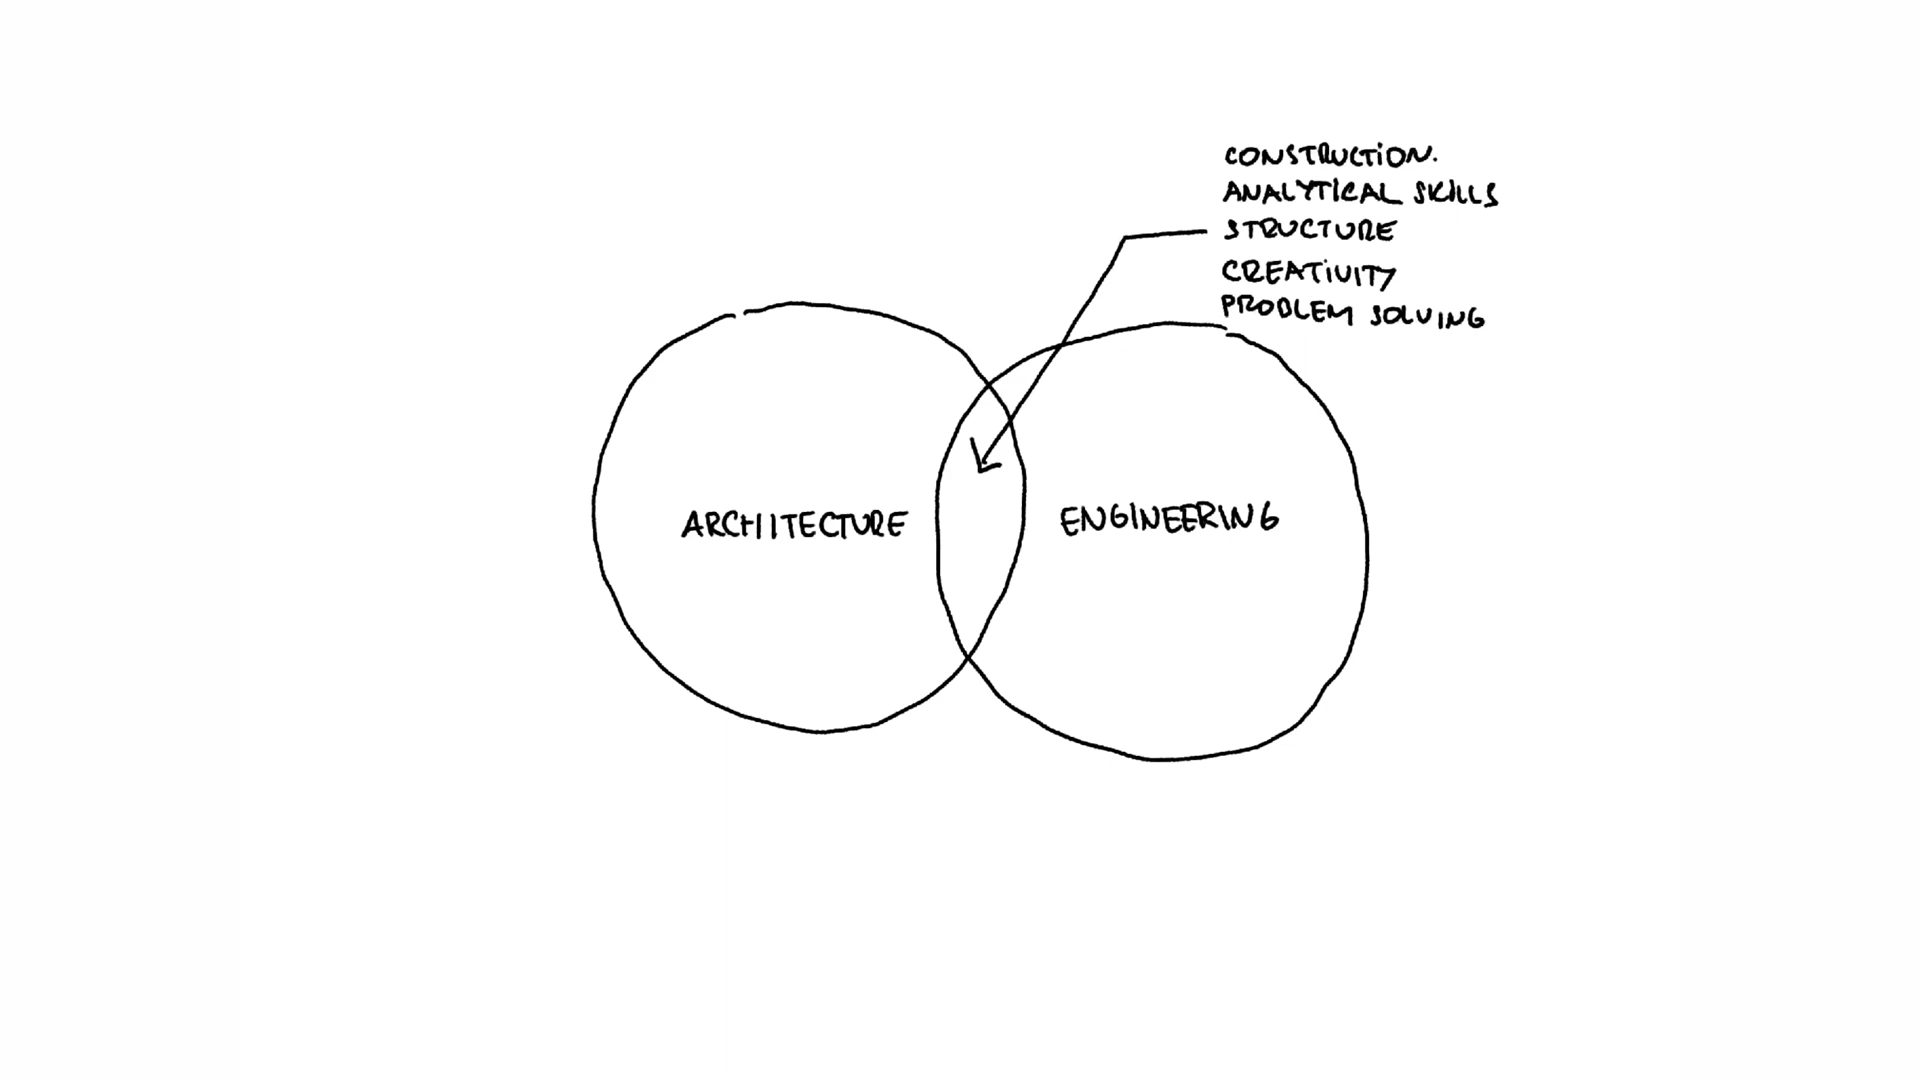 CONSTRUCTION.
ANALYTICAL SKILLS
STRUCTURE
CREATIVITY
PROBLEM SOLVING
ARCHITECTURE
ENGINEERING